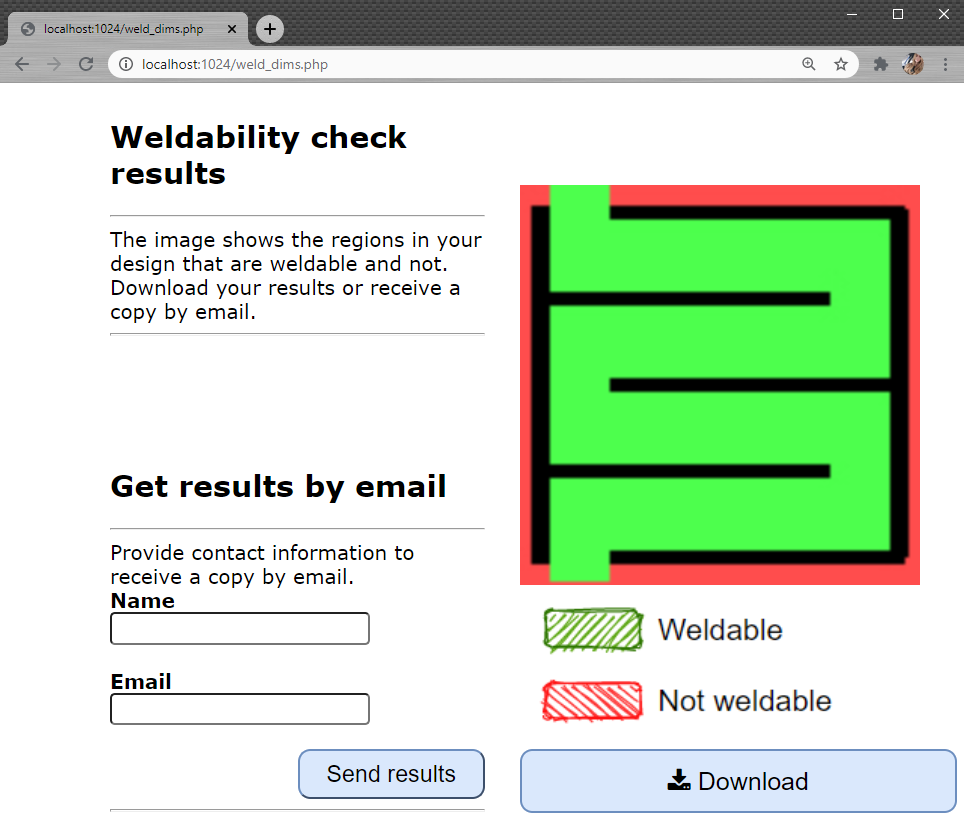 localhost:1024/weld_dims.php
localhost:1024/weld_dims.php
Weldability check
results
The image shows the regions in your
design that are weldable and not.
Download your results or receive a
copy by email.
Get results by email
Provide contact information to
receive a copy by email.
Name
Email
Send results
Weldable
Not weldable
Download